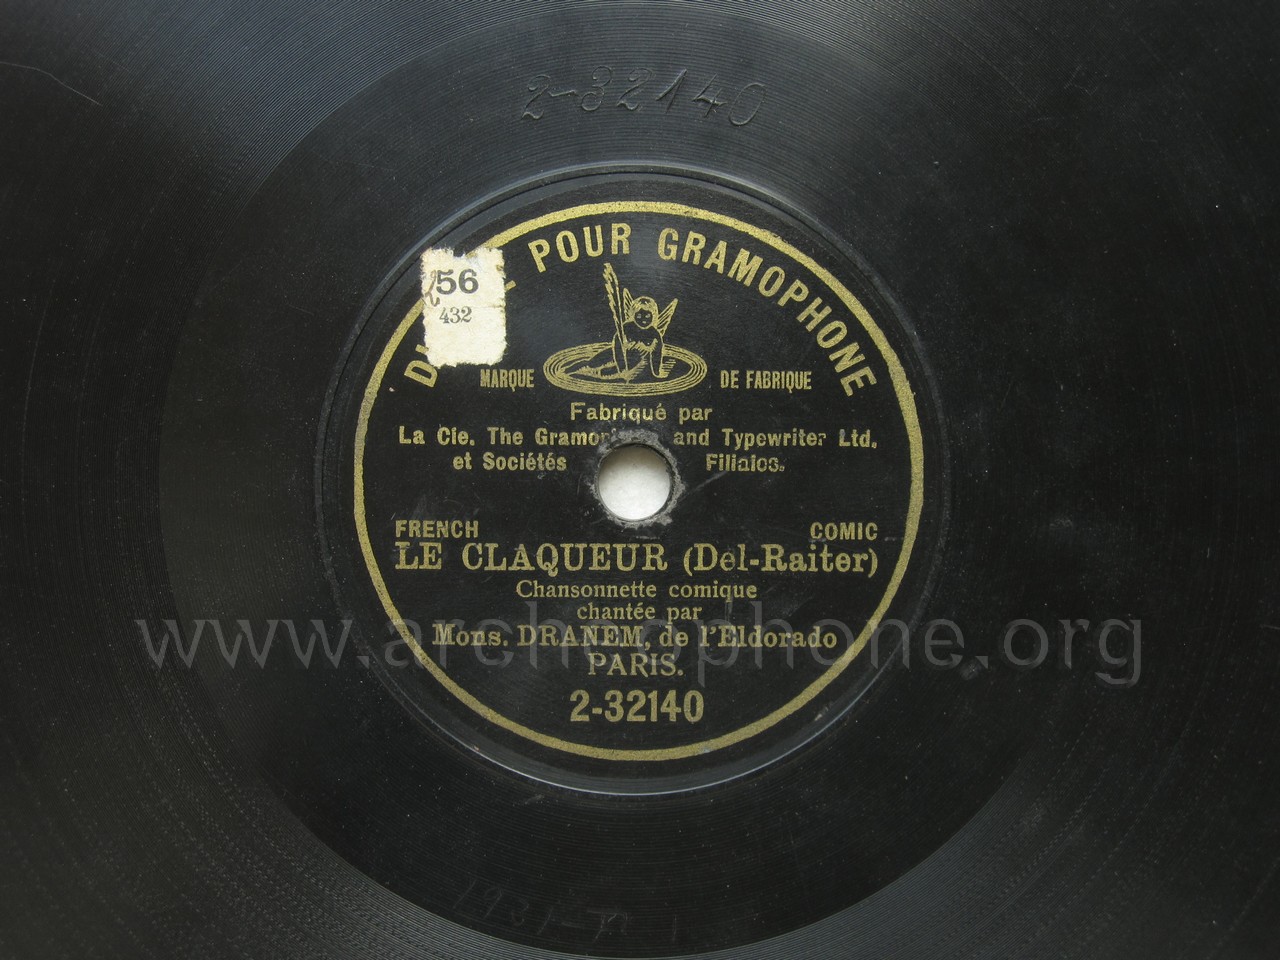 2-32140
POUR GRAMOPHONE
56
432
MARQUE DE FABRIQUE
Fabriqué par
La Cie. The and Typewriter Ltd.
et Sociétés Filiales.
FRENCH COMIC
LE CLAQUEUR (Del-Raiter)
Chansonnette comique
chantée par
www.archeophone.org
Mons. DRANEM, de l'Eldorado
PARIS.
2-32140